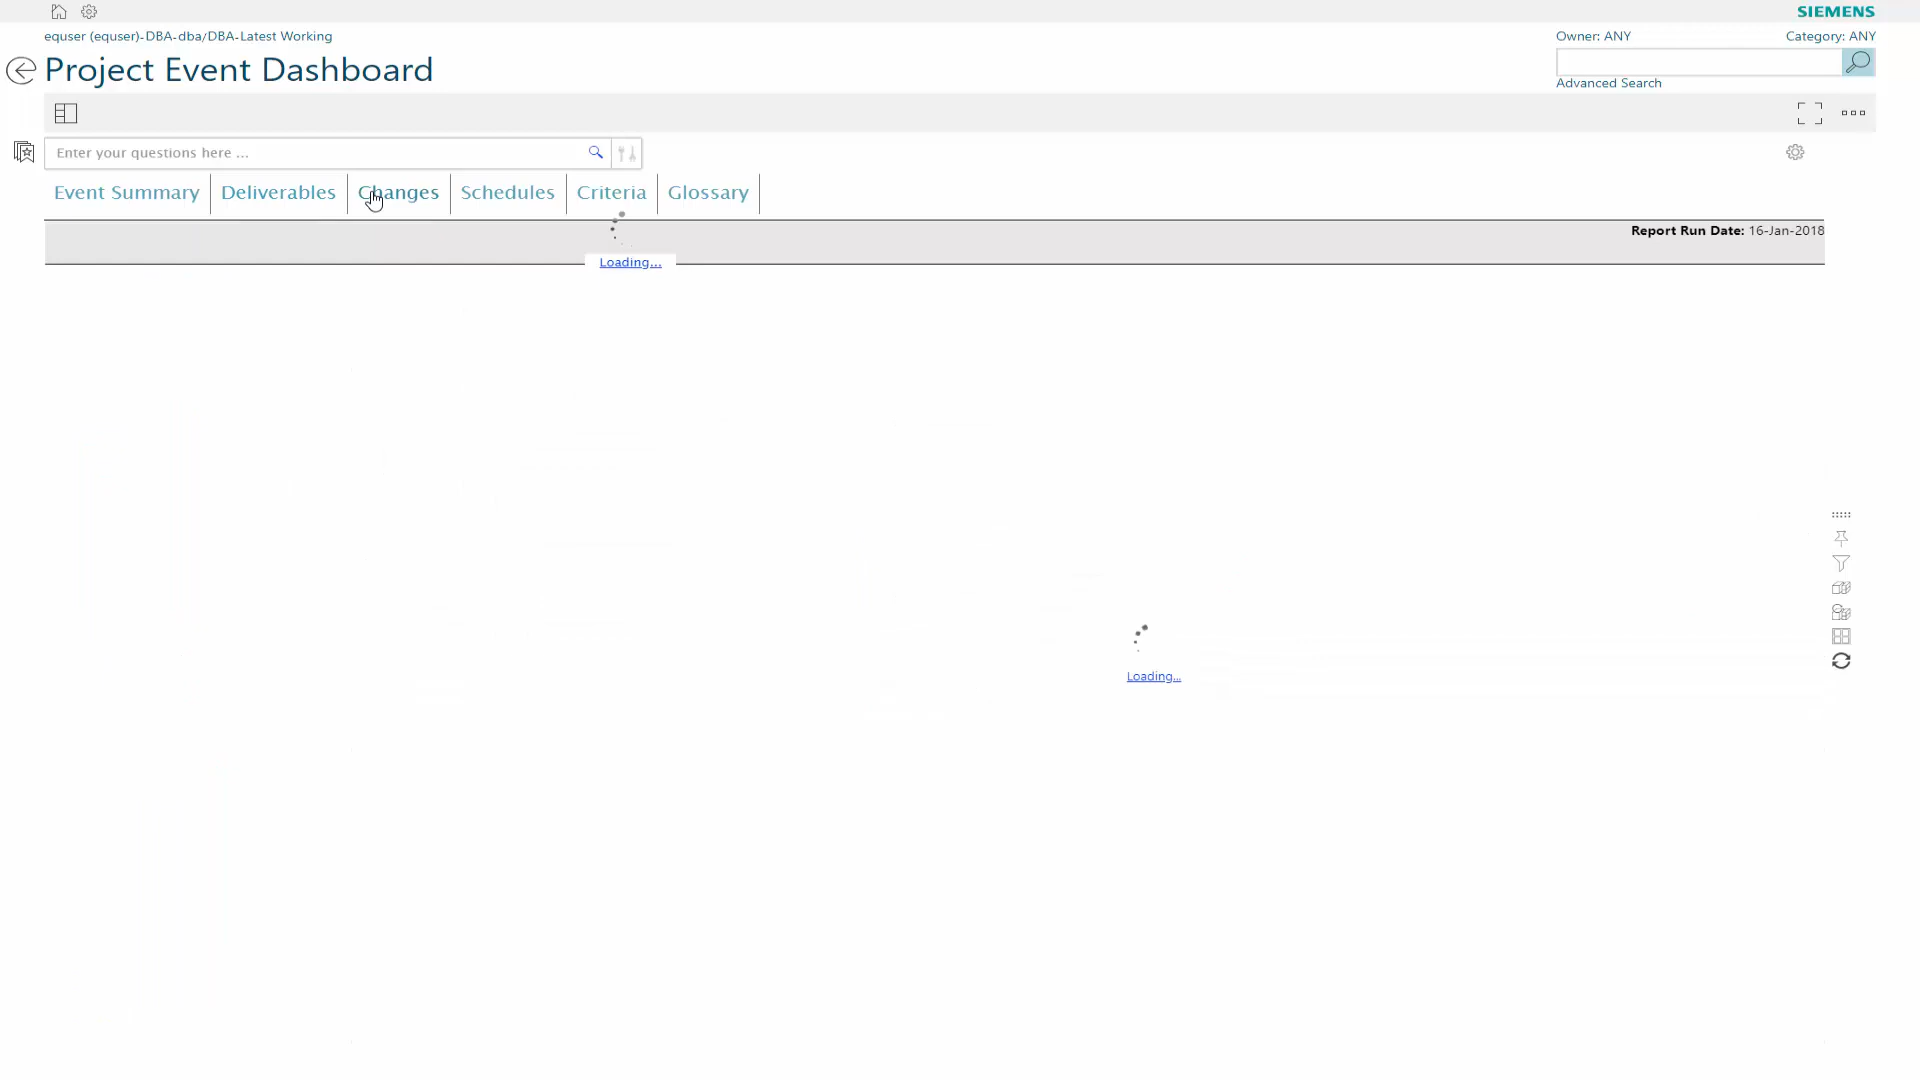 SIEMENS
equser (equser)-DBA-dba/DBA-Latest Working
Owner: ANY
Category: ANY
Project Event Dashboard
Advanced Search
Enter your questions here ...
Event Summary
Deliverables
Changes
Schedules
Criteria
Glossary
Report Run Date: 16-Jan-2018
Loading...
Loading...